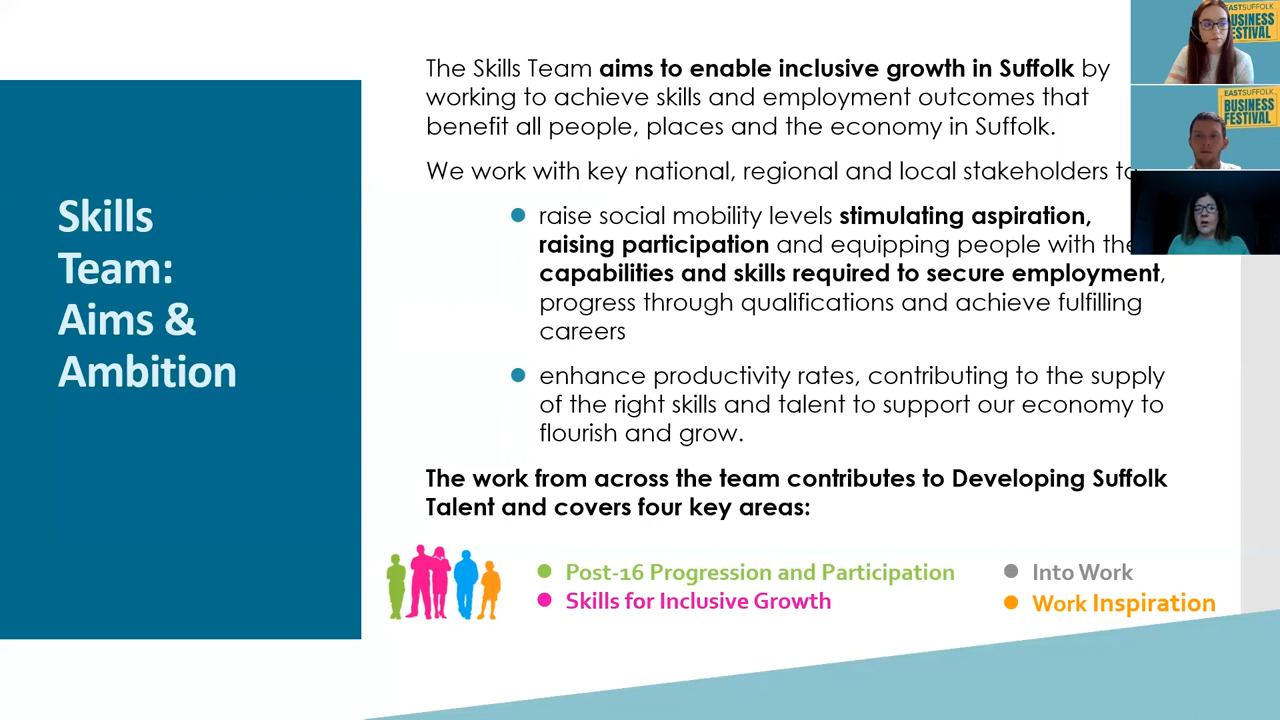 Skills
Team:
Aims &
Ambition
The Skills Team aims to enable inclusive growth in Suffolk by
working to achieve skills and employment outcomes that
benefit all people, places and the economy in Suffolk.
We work with key national, regional and local stakeholders to
raise social mobility levels stimulating aspiration,
raising participation and equipping people with the
capabilities and skills required to secure employment,
progress through qualifications and achieve fulfilling
careers
enhance productivity rates, contributing to the supply
of the right skills and talent to support our economy to
flourish and grow.
The work from across the team contributes to Developing Suffolk
Talent and covers four key areas:
Post-16 Progression and Participation
Skills for Inclusive Growth
Into Work
Work Inspiration
EASTSUFFOLK
BUSINESS
FESTIVAL
EASTSUFFOLK
BUSINESS
FESTIVAL